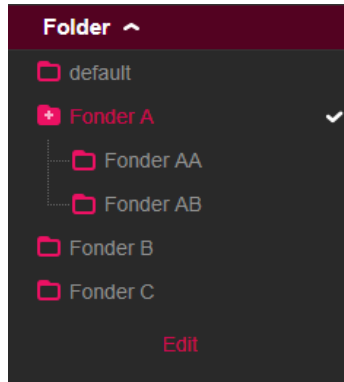 Folder
default
Fonder A
Fonder AA
Fonder AB
Fonder B
Fonder C
Edit